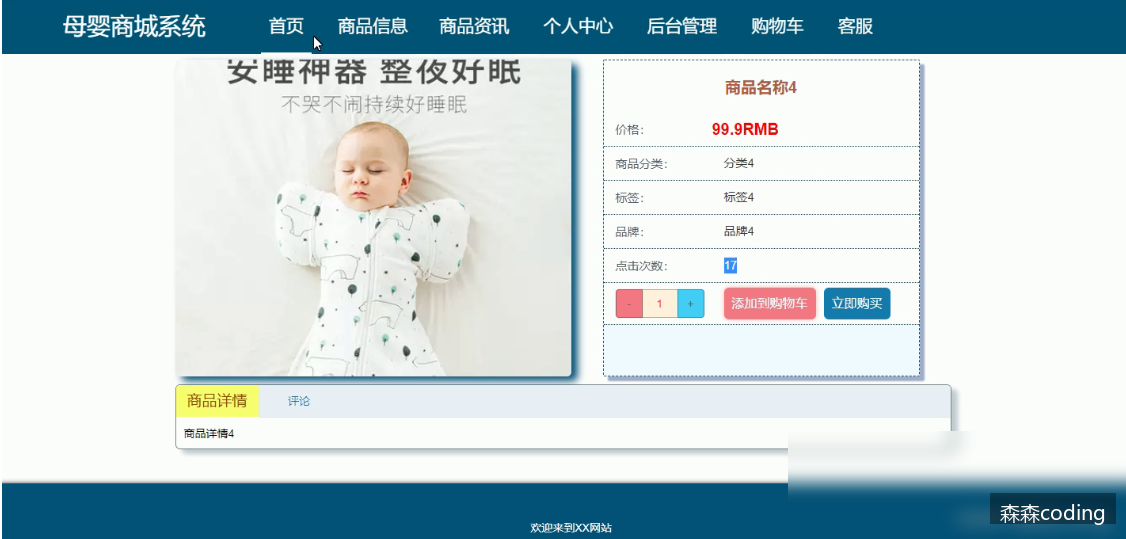 母婴商城系统 首页 商品信息 商品资讯 个人中心 后台管理 购物车 客服
安睡神器 整夜好眠
不哭不闹持续好睡眠
商品名称4
价格: 99.9RMB
商品分类: 分类4
标签: 标签4
品牌: 品牌4
点击次数: 17
- 1 + 添加到购物车 立即购买
商品详情 评论
商品详情4
欢迎来到XX网站
森森coding